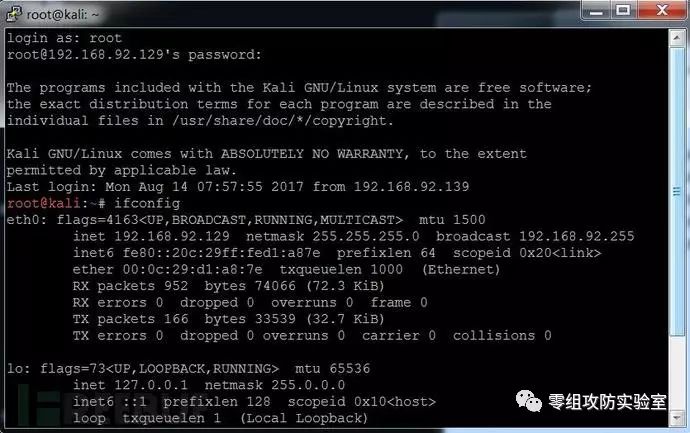 root@kali: ~
login as: root
root@192.168.92.129's password:
The programs included with the Kali GNU/Linux system are free software;
the exact distribution terms for each program are described in the
individual files in /usr/share/doc/*/copyright.
Kali GNU/Linux comes with ABSOLUTELY NO WARRANTY, to the extent
permitted by applicable law.
Last login: Mon Aug 14 07:57:55 2017 from 192.168.92.139
root@kali:~# ifconfig
eth0: flags=4163<UP,BROADCAST,RUNNING,MULTICAST>  mtu 1500
inet 192.168.92.129  netmask 255.255.255.0  broadcast 192.168.92.255
inet6 fe80::20c:29ff:fed1:a87e  prefixlen 64  scopeid 0x20<link>
ether 00:0c:29:d1:a8:7e  txqueuelen 1000  (Ethernet)
RX packets 952  bytes 74066 (72.3 KiB)
RX errors 0  dropped 0  overruns 0  frame 0
TX packets 166  bytes 33539 (32.7 KiB)
TX errors 0  dropped 0 overruns 0  carrier 0  collisions 0
lo: flags=73<UP,LOOPBACK,RUNNING>  mtu 65536
inet 127.0.0.1  netmask 255.0.0.0
inet6 ::1  prefixlen 128  scopeid 0x10<host>
loop  txqueuelen 1  (Local Loopback)
零组攻防实验室